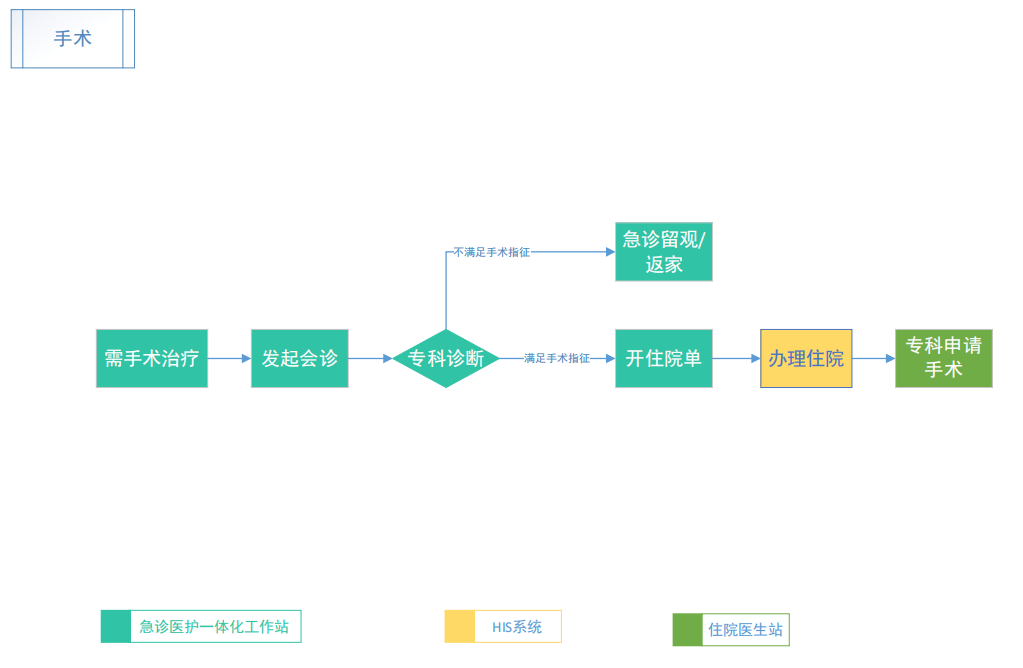 手术
不满足手术指征
急诊留观/
返家
需手术治疗
发起会诊
专科诊断
满足手术指征
开住院单
办理住院
专科申请
手术
急诊医护一体化工作站
HIS系统
住院医生站